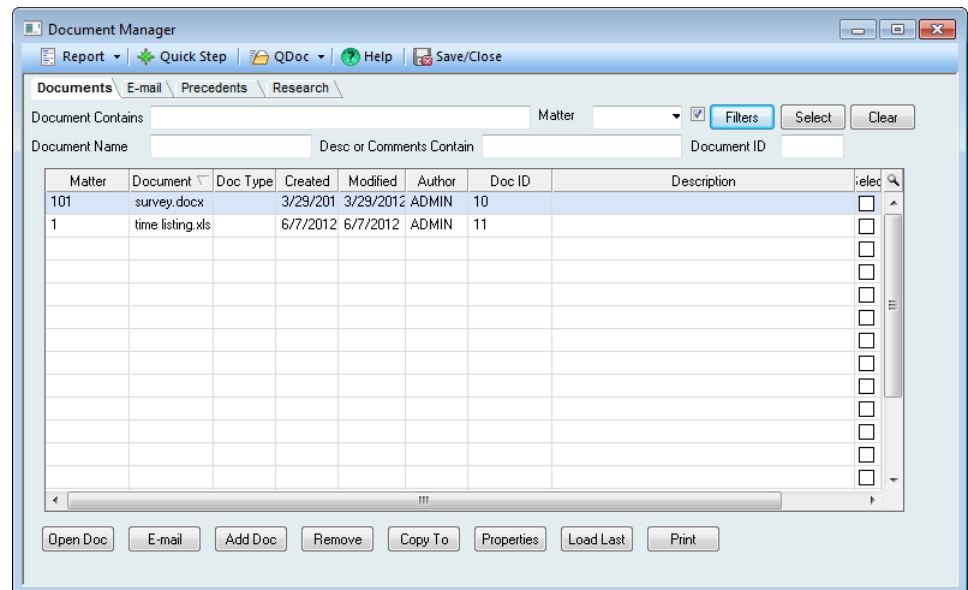 Document Manager
Report Quick Step QDoc Help Save/Close
Documents E-mail Precedents Research
Document Contains Matter Filters Select Clear
Document Name Desc or Comments Contain Document ID
Matter Document Doc Type Created Modified Author Doc ID Description
101 survey.docx 3/29/201 3/29/2012 ADMIN 10
1 time listing.xls 6/7/2012 6/7/2012 ADMIN 11
Open Doc E-mail Add Doc Remove Copy To Properties Load Last Print